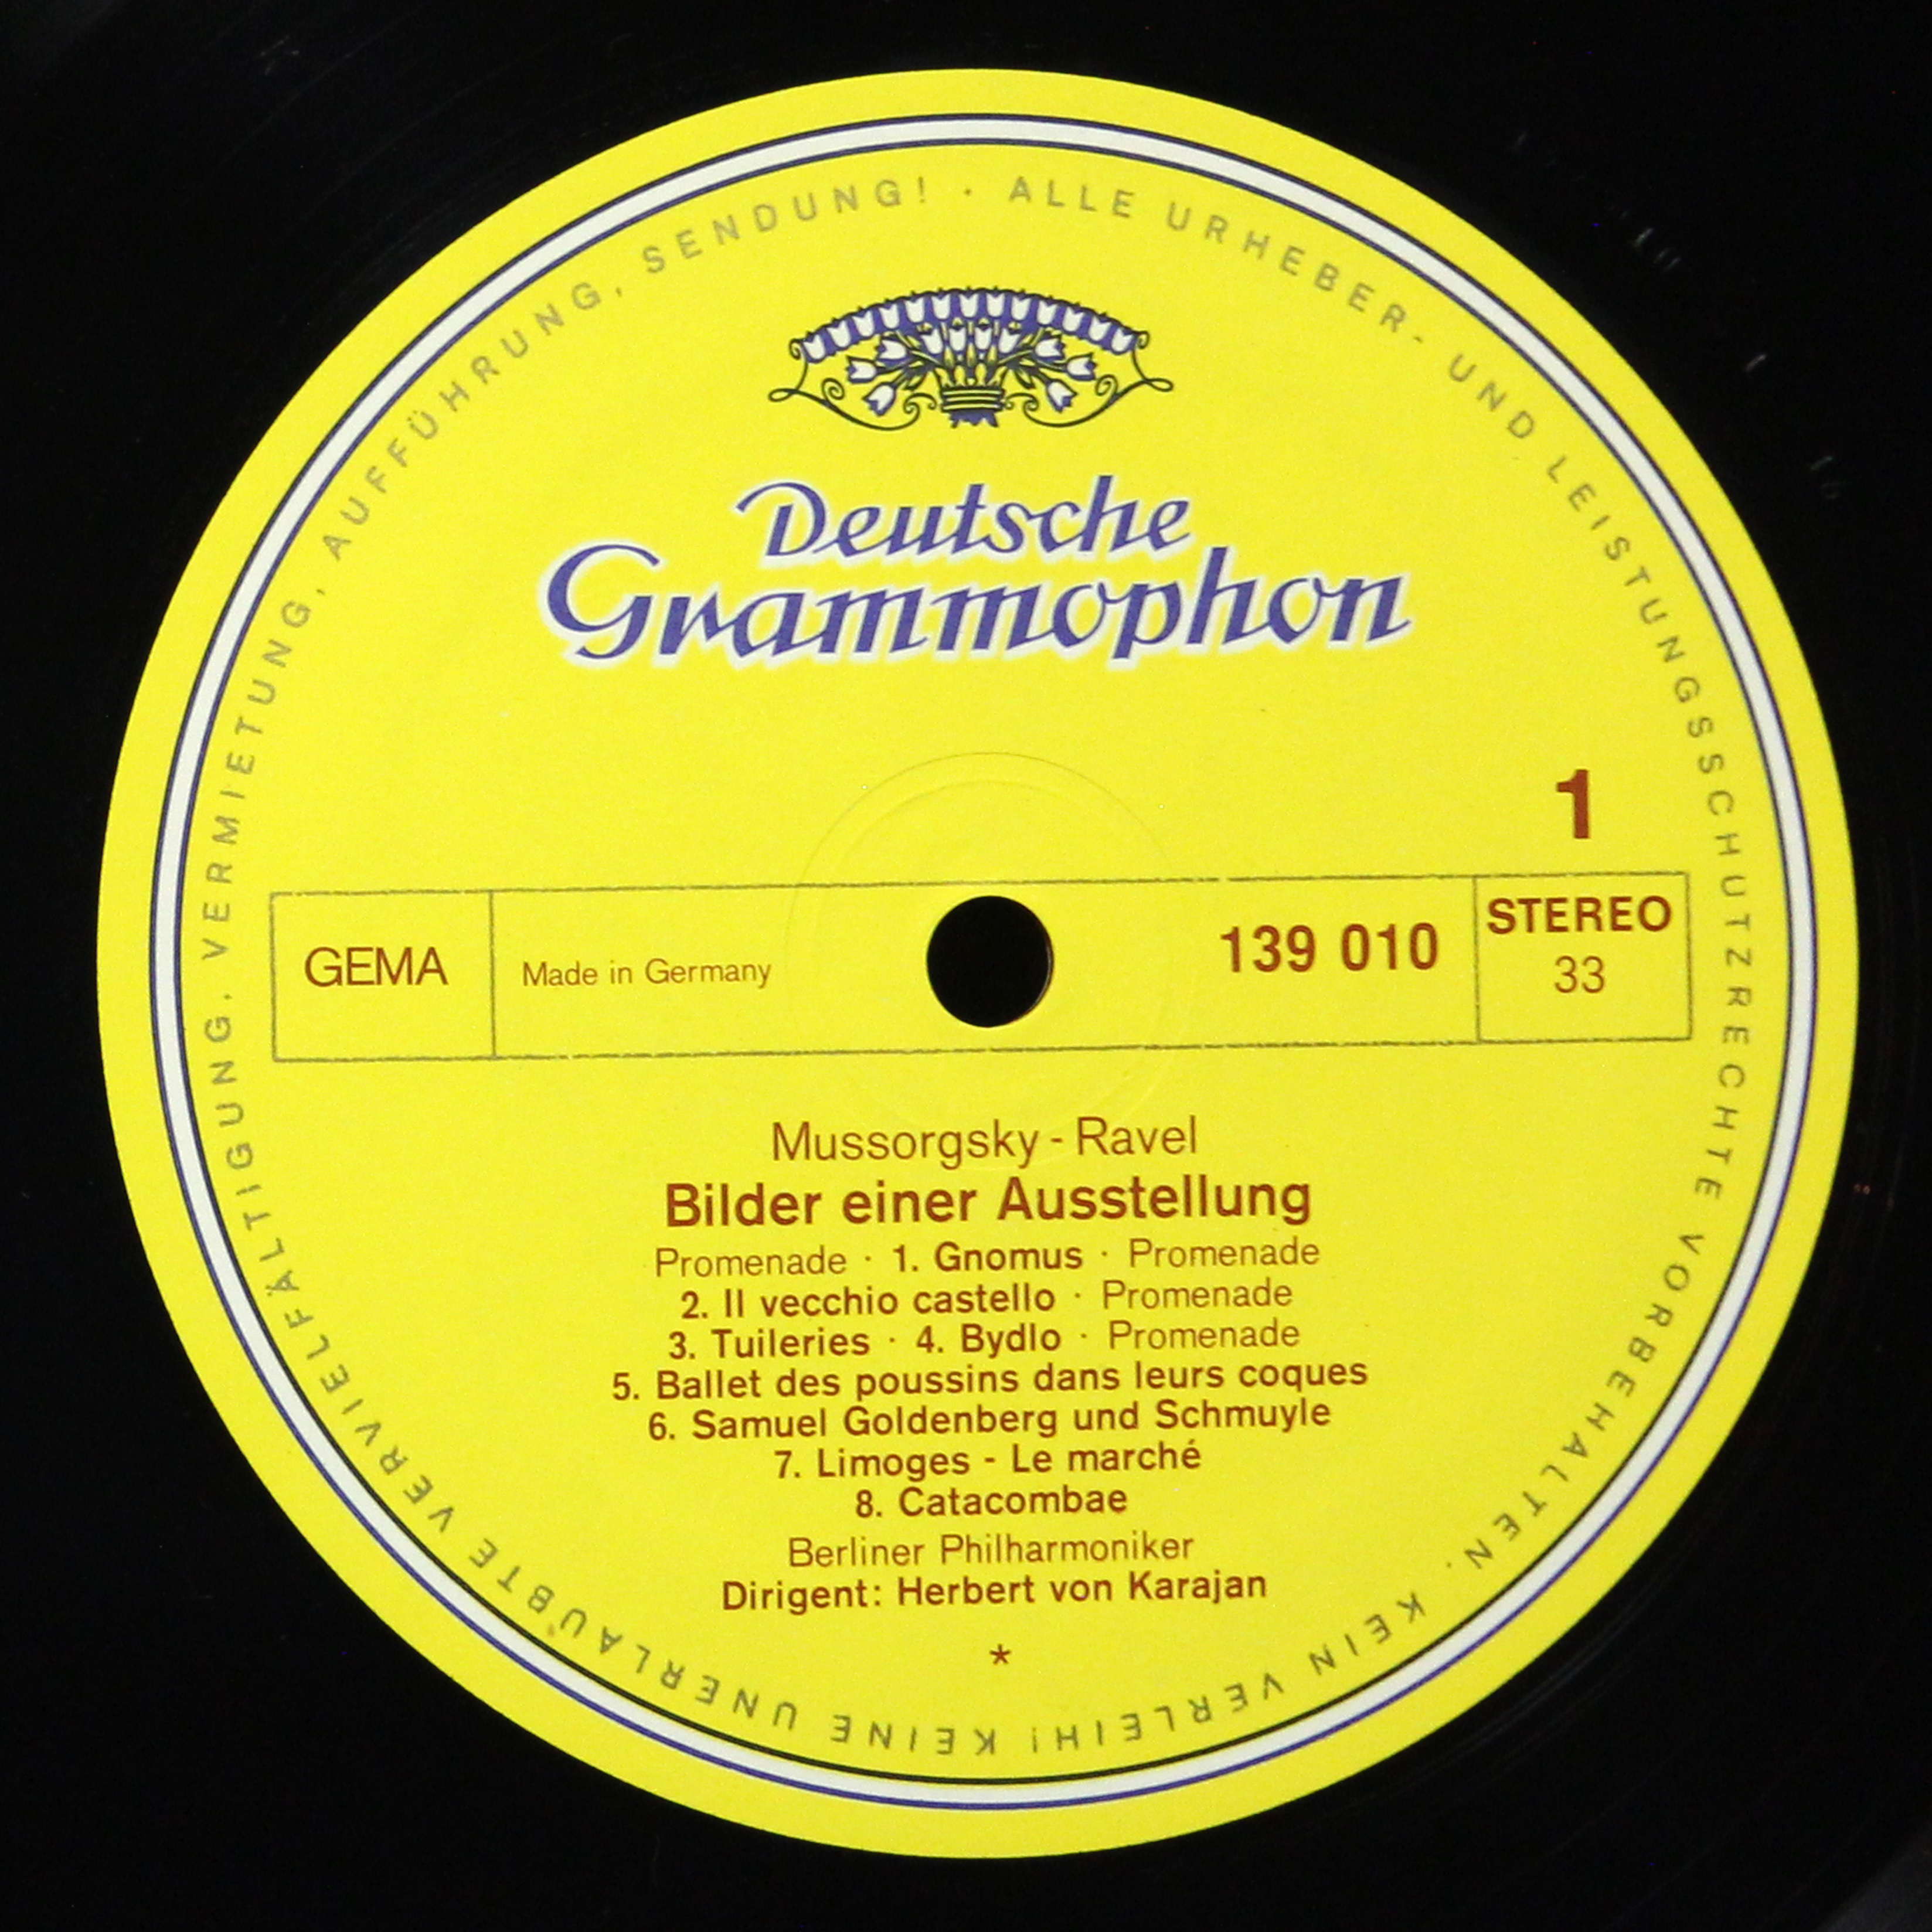 ALLE URHEBER- UND LEISTUNGSSCHUTZRECHTE VORBEHALTEN. KEIN VERLEIH! KEINE UNERLAUBTE VERVIELFÄLTIGUNG, VERMIETUNG, AUFFÜHRUNG, SENDUNG! ·
Deutsche
Grammophon
1
GEMA
Made in Germany
139 010
STEREO
33
Mussorgsky - Ravel
Bilder einer Ausstellung
Promenade · 1. Gnomus · Promenade
2. Il vecchio castello · Promenade
3. Tuileries · 4. Bydlo · Promenade
5. Ballet des poussins dans leurs coques
6. Samuel Goldenberg und Schmuyle
7. Limoges - Le marché
8. Catacombae
Berliner Philharmoniker
Dirigent: Herbert von Karajan
*